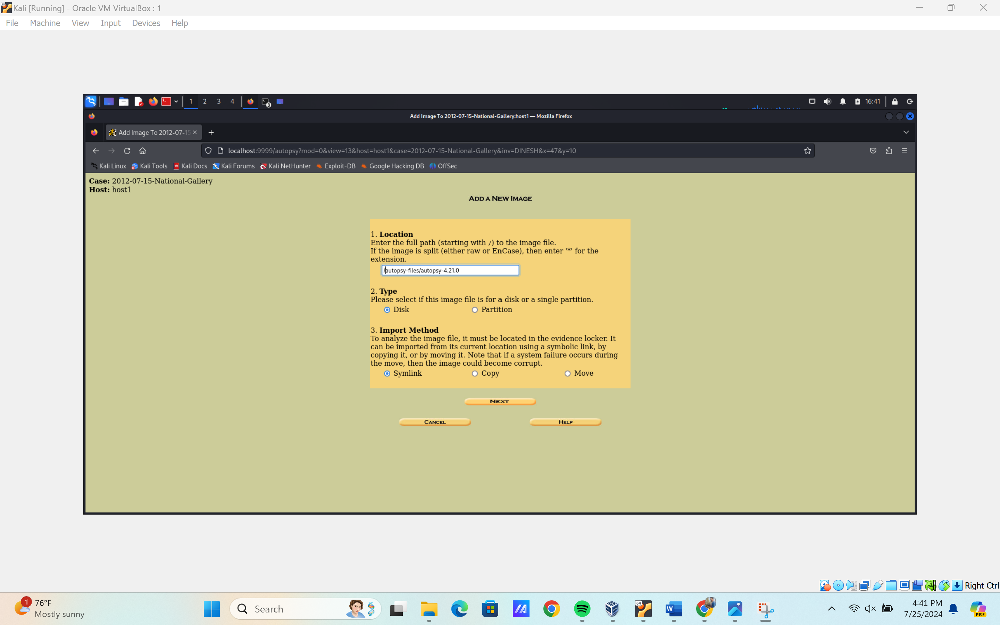 Kali [Running] - Oracle VM VirtualBox : 1
File Machine View Input Devices Help
1 2 3 4 3 16:41
Add Image To 2012-07-15-National-Gallery:host1 — Mozilla Firefox
Add Image To 2012-07-15
localhost:9999/autopsy?mod=0&view=13&host=host1&case=2012-07-15-National-Gallery&inv=DINESH&x=47&y=10
Kali Linux Kali Tools Kali Docs Kali Forums Kali NetHunter Exploit-DB Google Hacking DB OffSec
Case: 2012-07-15-National-Gallery
Host: host1
ADD A NEW IMAGE
1. Location
Enter the full path (starting with /) to the image file.
If the image is split (either raw or EnCase), then enter '*' for the
extension.
/autopsy-files/autopsy-4.21.0
2. Type
Please select if this image file is for a disk or a single partition.
Disk Partition
3. Import Method
To analyze the image file, it must be located in the evidence locker. It
can be imported from its current location using a symbolic link, by
copying it, or by moving it. Note that if a system failure occurs during
the move, then the image could become corrupt.
Symlink Copy Move
NEXT
CANCEL HELP
Right Ctrl
1 76°F
Mostly sunny
Search
64
W
4:41 PM
7/25/2024
PRE